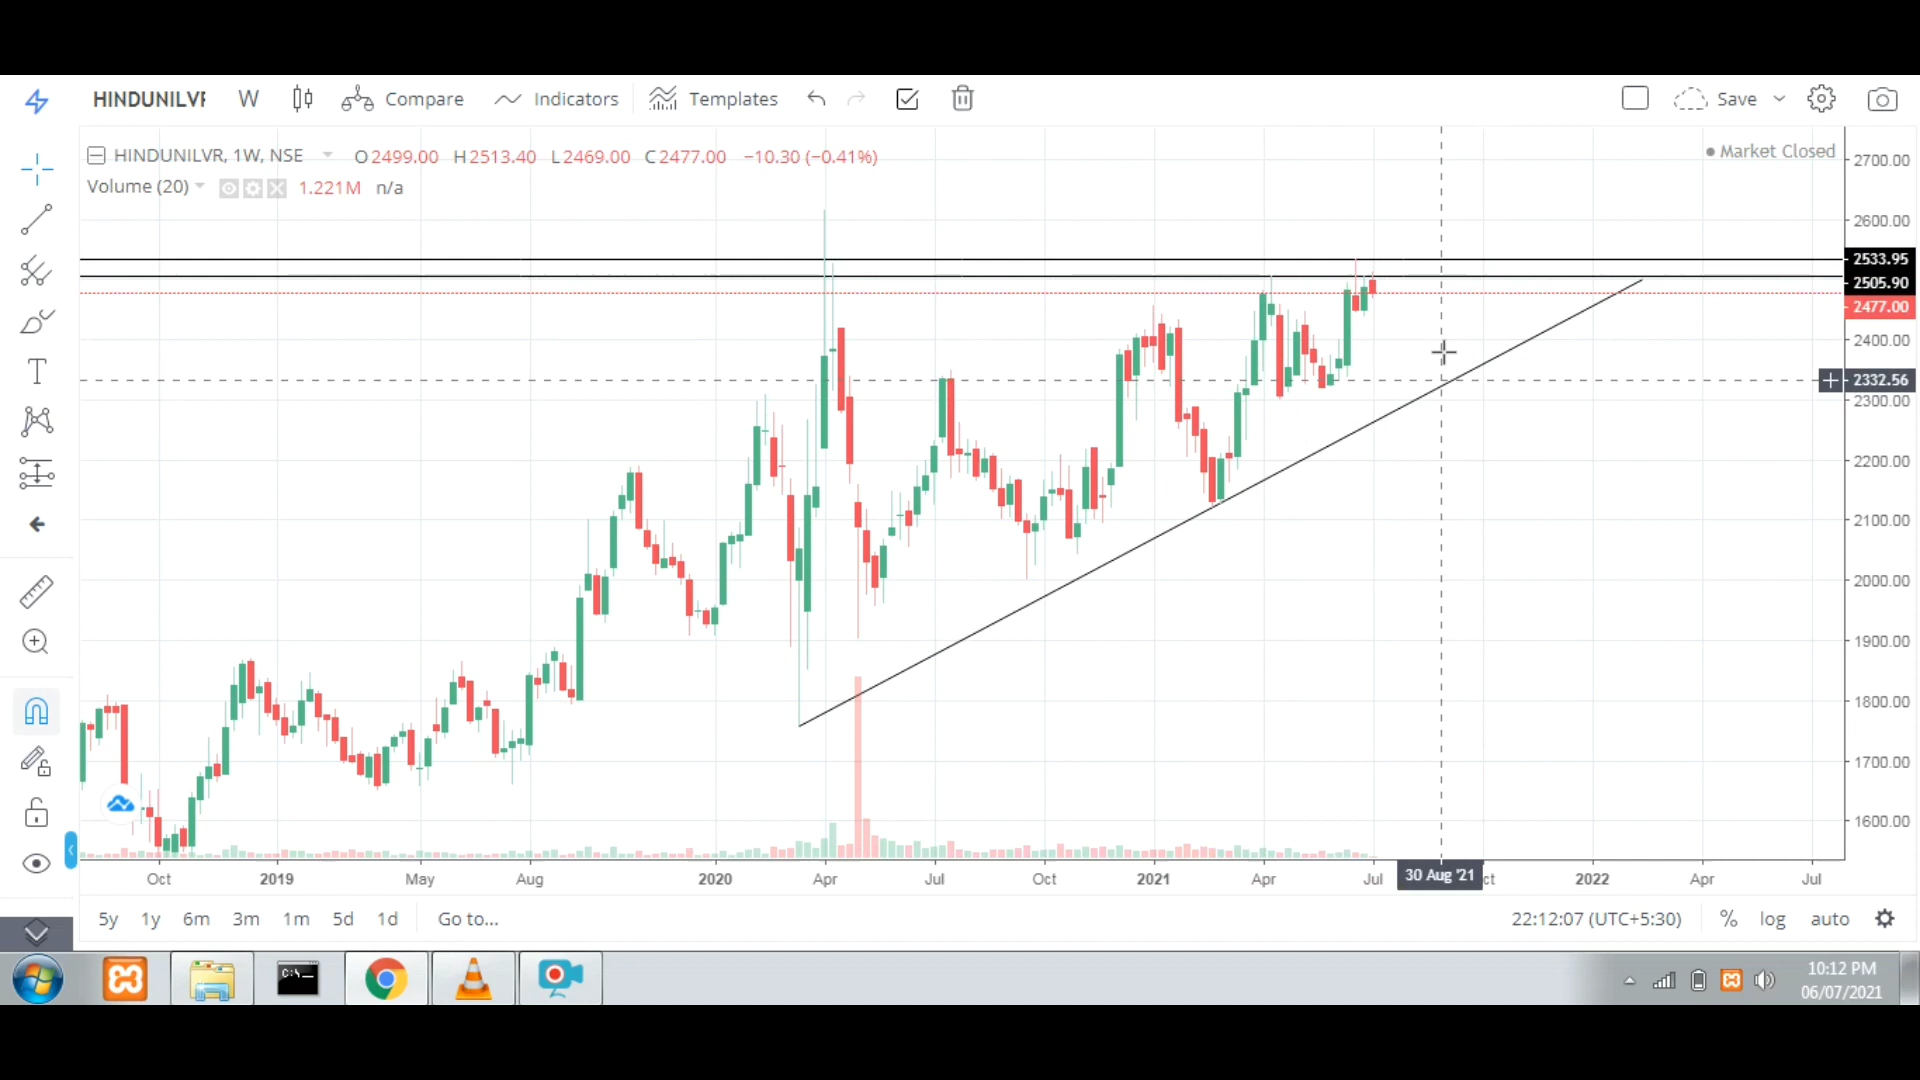 HINDUNILVR W Compare Indicators Templates Save
HINDUNILVR, 1W, NSE O2499.00 H2513.40 L2469.00 C2477.00 −10.30 (−0.41%)
Market Closed
Volume (20) 1.221M n/a
2700.00
2600.00
2533.95
2505.90
2477.00
2400.00
2332.56
2300.00
2200.00
2100.00
2000.00
1900.00
1800.00
1700.00
1600.00
Oct 2019 May Aug 2020 Apr Jul Oct 2021 Apr Jul 30 Aug '21 ct 2022 Apr Jul
5y 1y 6m 3m 1m 5d 1d Go to... 22:12:07 (UTC+5:30) % log auto
C:\_
10:12 PM
06/07/2021